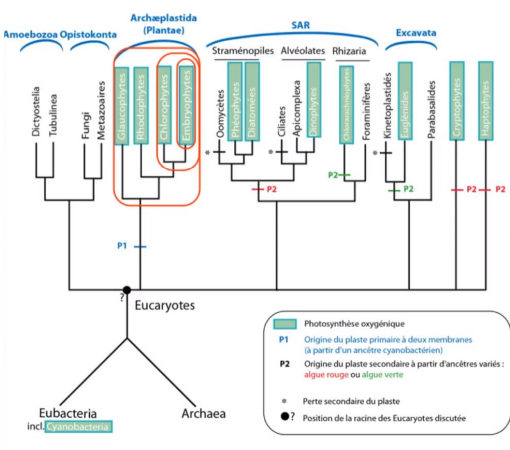 Archæplastida
(Plantae)
Amoebozoa Opistokonta
SAR
Excavata
Straménopiles Alvéolates Rhizaria
Dictyostelia
Tubulinea
Fungi
Metazoaires
Glaucophytes
Rhodophytes
Chlorophytes
Embryophytes
Oomycètes
Phéophytes
Diatomées
Ciliates
Apicomplexa
Dinophytes
Chlorarachniophytes
Foraminifères
Kinetoplastidés
Euglénides
Parabasalides
Cryptophytes
Haptophytes
* * *
P2 P2 P2 P2 P2
P1
?
Eucaryotes
Eubacteria
incl. Cyanobacteria
Archaea
Photosynthèse oxygénique
P1 Origine du plaste primaire à deux membranes
(à partir d'un ancêtre cyanobactérien)
P2 Origine du plaste secondaire à partir d'ancêtres variés :
algue rouge ou algue verte
* Perte secondaire du plaste
? Position de la racine des Eucaryotes discutée